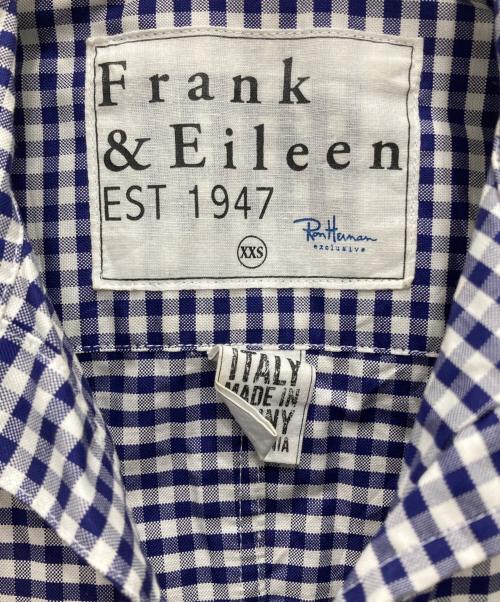 Frank
& Eileen
EST 1947
Ron Herman
exclusive
XXS
ITALY
MADE IN